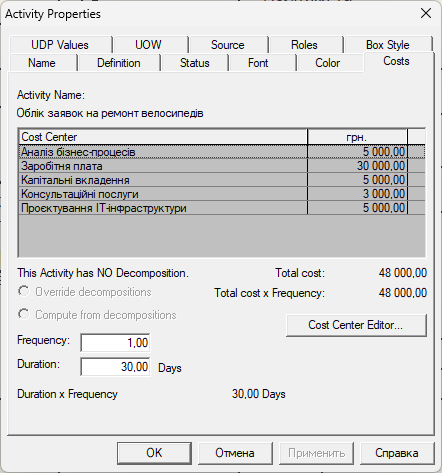 Activity Properties
UDP Values UOW Source Roles Box Style
Name Definition Status Font Color Costs
Activity Name:
Облік заявок на ремонт велосипедів
Cost Center грн.
Аналіз бізнес-процесів 5 000,00
Заробітня плата 30 000,00
Капітальні вкладення 5 000,00
Консультаційні послуги 3 000,00
Проєктування ІТ-інфраструктури 5 000,00
This Activity has NO Decomposition. Total cost: 48 000,00
Override decompositions Total cost x Frequency: 48 000,00
Compute from decompositions
Cost Center Editor...
Frequency: 1,00
Duration: 30,00 Days
Duration x Frequency 30,00 Days
OK Отмена Применить Справка